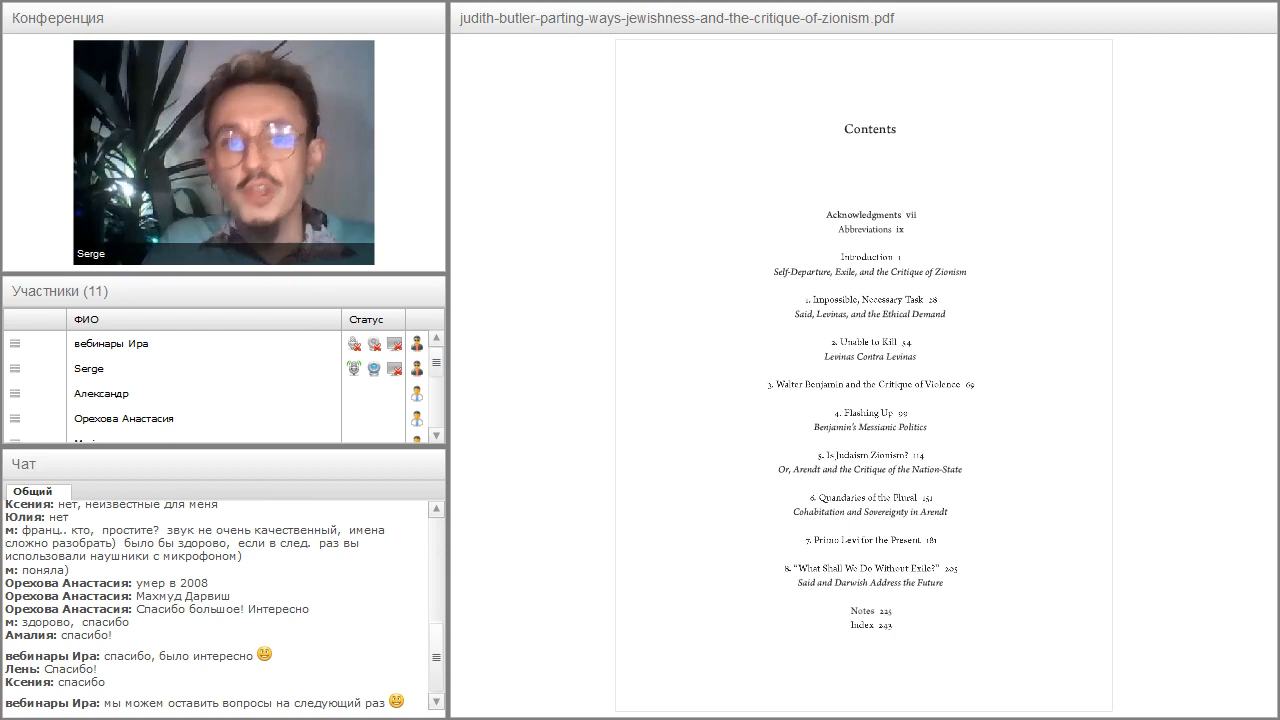 Конференция
Serge
Участники (11)
ФИО
Статус
вебинары Ира
Serge
Александр
Орехова Анастасия
Чат
Общий
Ксения: нет, неизвестные для меня
Юлия: нет
м: франц.. кто, простите? звук не очень качественный, имена
сложно разобрать) было бы здорово, если в след. раз вы
использовали наушники с микрофоном)
м: поняла)
Орехова Анастасия: умер в 2008
Орехова Анастасия: Махмуд Дарвиш
Орехова Анастасия: Спасибо большое! Интересно
м: здорово, спасибо
Амалия: спасибо!
вебинары Ира: спасибо, было интересно
Лень: Спасибо!
Ксения: спасибо
вебинары Ира: мы можем уставить вопросы на следующий раз
judith-butler-parting-ways-jewishness-and-the-critique-of-zionism.pdf
Contents
Acknowledgments vii
Abbreviations ix
Introduction 1
Self-Departure, Exile, and the Critique of Zionism
1. Impossible, Necessary Task 28
Said, Levinas, and the Ethical Demand
2. Unable to Kill 54
Levinas Contra Levinas
3. Walter Benjamin and the Critique of Violence 69
4. Flashing Up 99
Benjamin's Messianic Politics
5. Is Judaism Zionism? 114
Or, Arendt and the Critique of the Nation-State
6. Quandaries of the Plural 151
Cohabitation and Sovereignty in Arendt
7. Primo Levi for the Present 181
8. “What Shall We Do Without Exile?” 205
Said and Darwish Address the Future
Notes 225
Index 243